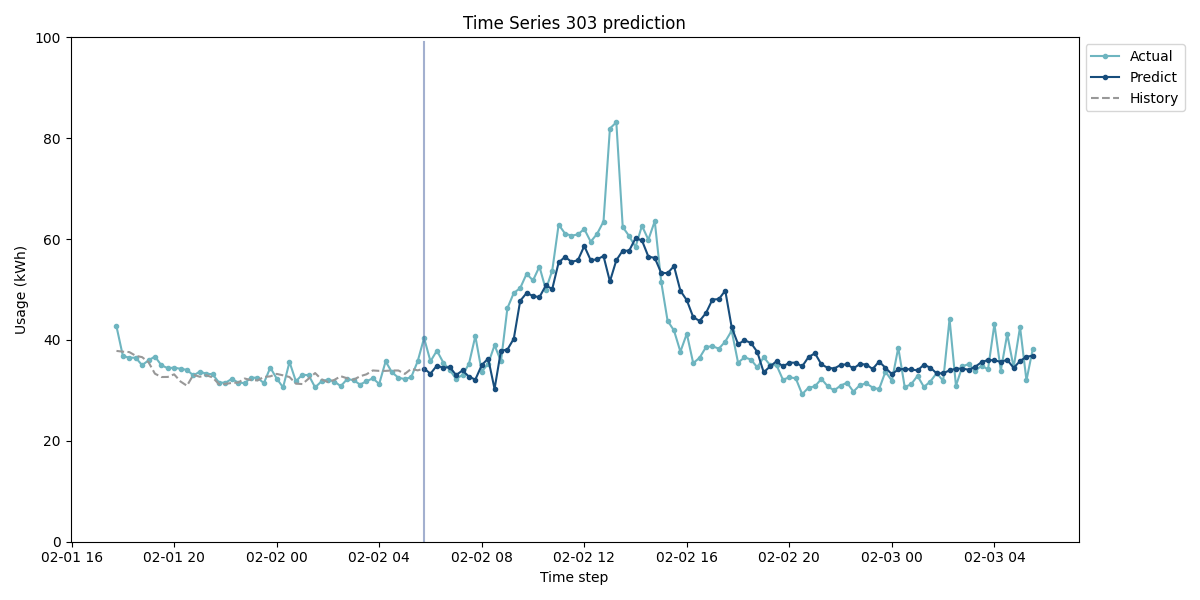 Time Series 303 prediction
Usage (kWh)
100
80
60
40
20
0
02-01 16
02-01 20
02-02 00
02-02 04
02-02 08
02-02 12
02-02 16
02-02 20
02-03 00
02-03 04
Time step
Actual
Predict
History